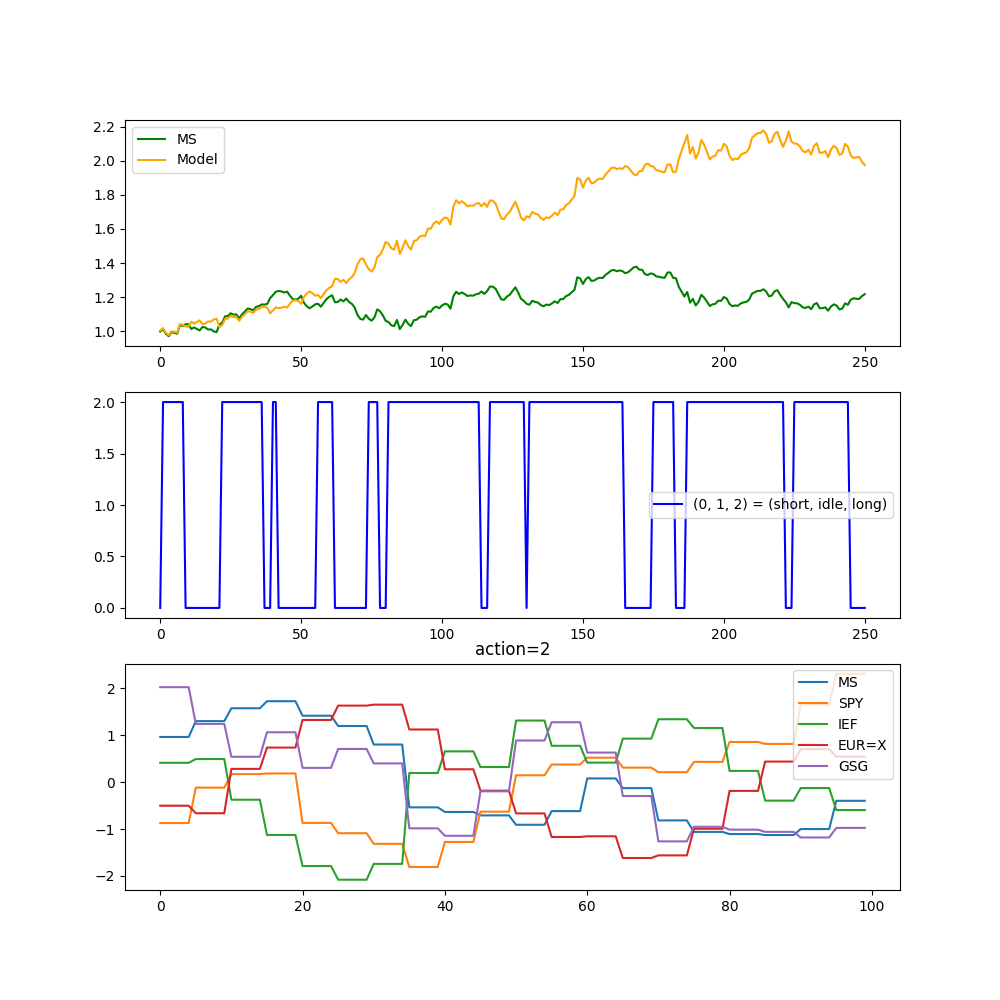 2.2
2.0
1.8
1.6
1.4
1.2
1.0
MS
Model
0 50 100 150 200 250
2.0
1.5
1.0
0.5
0.0
(0, 1, 2) = (short, idle, long)
0 50 100 150 200 250
action=2
2
1
0
−1
−2
MS
SPY
IEF
EUR=X
GSG
0 20 40 60 80 100